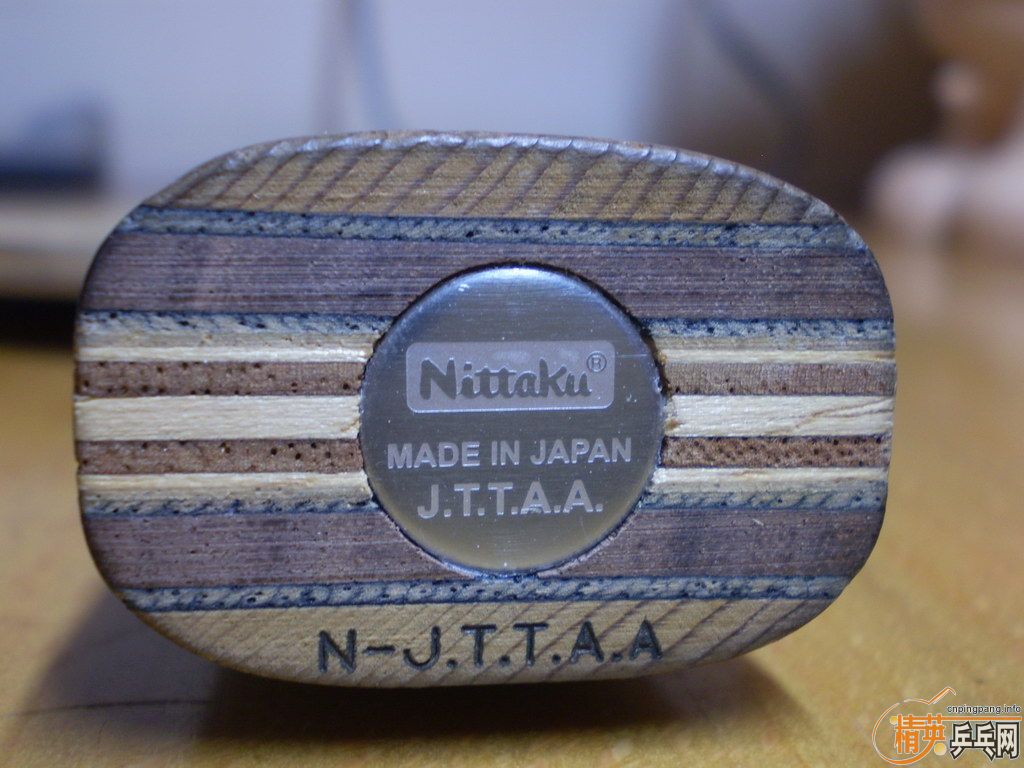 Nittaku®
MADE IN JAPAN
J.T.T.A.A.
N-J.T.T.A.A
cnpingpang.info
精英乒乓网